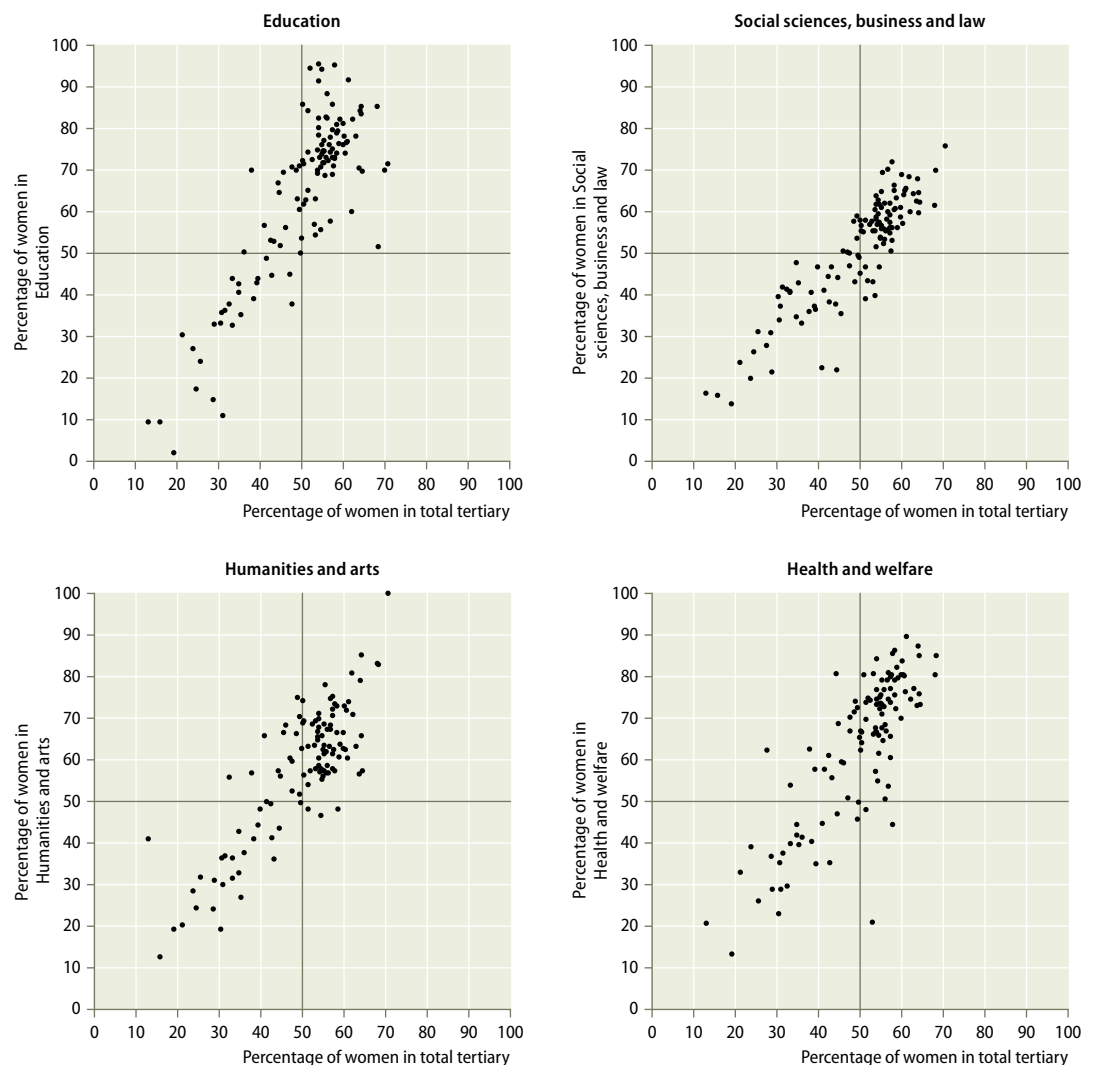 Education
Percentage of women in
Education
100
90
80
70
60
50
40
30
20
10
0
0 10 20 30 40 50 60 70 80 90 100
Percentage of women in total tertiary
Social sciences, business and law
Percentage of women in Social
sciences, business and law
100
90
80
70
60
50
40
30
20
10
0
0 10 20 30 40 50 60 70 80 90 100
Percentage of women in total tertiary
Humanities and arts
Percentage of women in
Humanities and arts
100
90
80
70
60
50
40
30
20
10
0
0 10 20 30 40 50 60 70 80 90 100
Percentage of women in total tertiary
Health and welfare
Percentage of women in
Health and welfare
100
90
80
70
60
50
40
30
20
10
0
0 10 20 30 40 50 60 70 80 90 100
Percentage of women in total tertiary